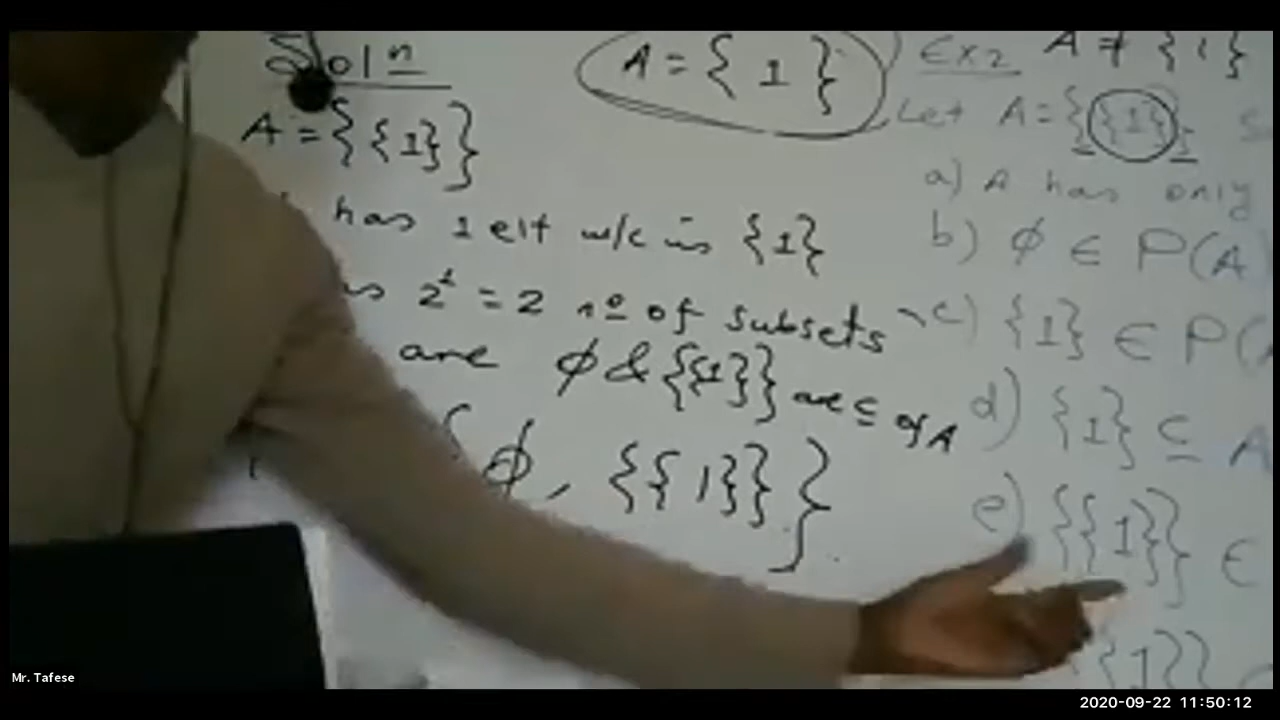 Soln
A = {{1}}
has 1 elt w/c is {1}
2¹ = 2 no of subsets
are ϕ & {{1}} are ⊆ of A
ϕ, {{1}}}
A = {1}
Ex2 A ≠ {1}
Let A = {{1}}
a) A has only
b) ϕ ∈ P(A)
c) {1} ∈ P(
d) {1} ⊆ A
e) {{1}} ∈
{1}}
Mr. Tafese
2020-09-22 11:50:12